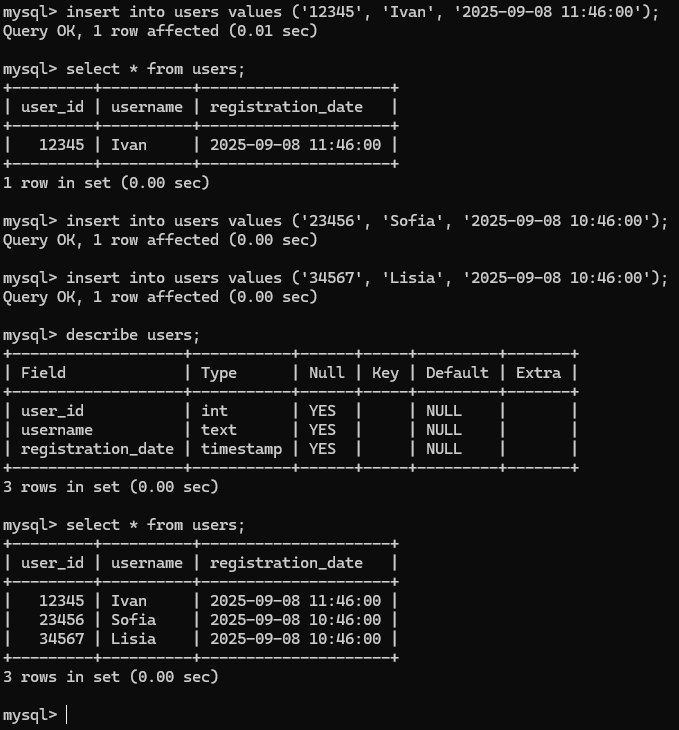 mysql> insert into users values ('12345', 'Ivan', '2025-09-08 11:46:00');
Query OK, 1 row affected (0.01 sec)

mysql> select * from users;
+---------+----------+---------------------+
| user_id | username | registration_date   |
+---------+----------+---------------------+
|   12345 | Ivan     | 2025-09-08 11:46:00 |
+---------+----------+---------------------+
1 row in set (0.00 sec)

mysql> insert into users values ('23456', 'Sofia', '2025-09-08 10:46:00');
Query OK, 1 row affected (0.00 sec)

mysql> insert into users values ('34567', 'Lisia', '2025-09-08 10:46:00');
Query OK, 1 row affected (0.00 sec)

mysql> describe users;
+-------------------+-----------+------+-----+---------+-------+
| Field             | Type      | Null | Key | Default | Extra |
+-------------------+-----------+------+-----+---------+-------+
| user_id           | int       | YES  |     | NULL    |       |
| username          | text      | YES  |     | NULL    |       |
| registration_date | timestamp | YES  |     | NULL    |       |
+-------------------+-----------+------+-----+---------+-------+
3 rows in set (0.00 sec)

mysql> select * from users;
+---------+----------+---------------------+
| user_id | username | registration_date   |
+---------+----------+---------------------+
|   12345 | Ivan     | 2025-09-08 11:46:00 |
|   23456 | Sofia    | 2025-09-08 10:46:00 |
|   34567 | Lisia    | 2025-09-08 10:46:00 |
+---------+----------+---------------------+
3 rows in set (0.00 sec)

mysql>